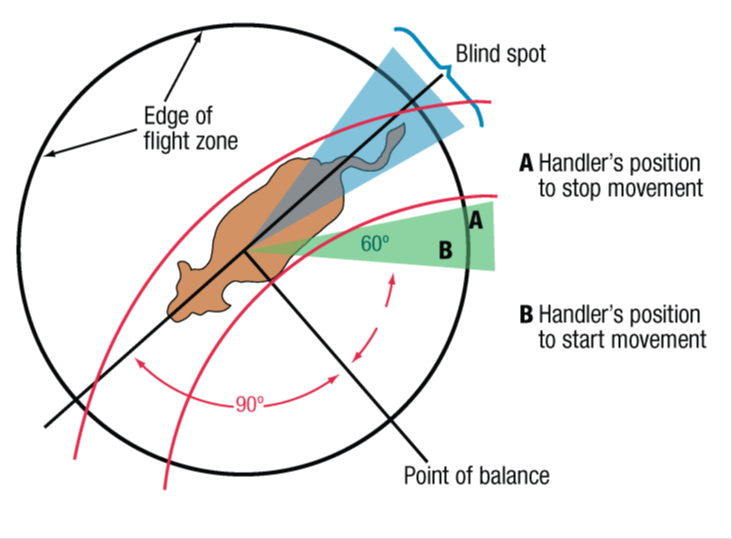 Blind spot
Edge of
flight zone
A Handler’s position
to stop movement
A
60º
B
B Handler’s position
to start movement
90º
Point of balance